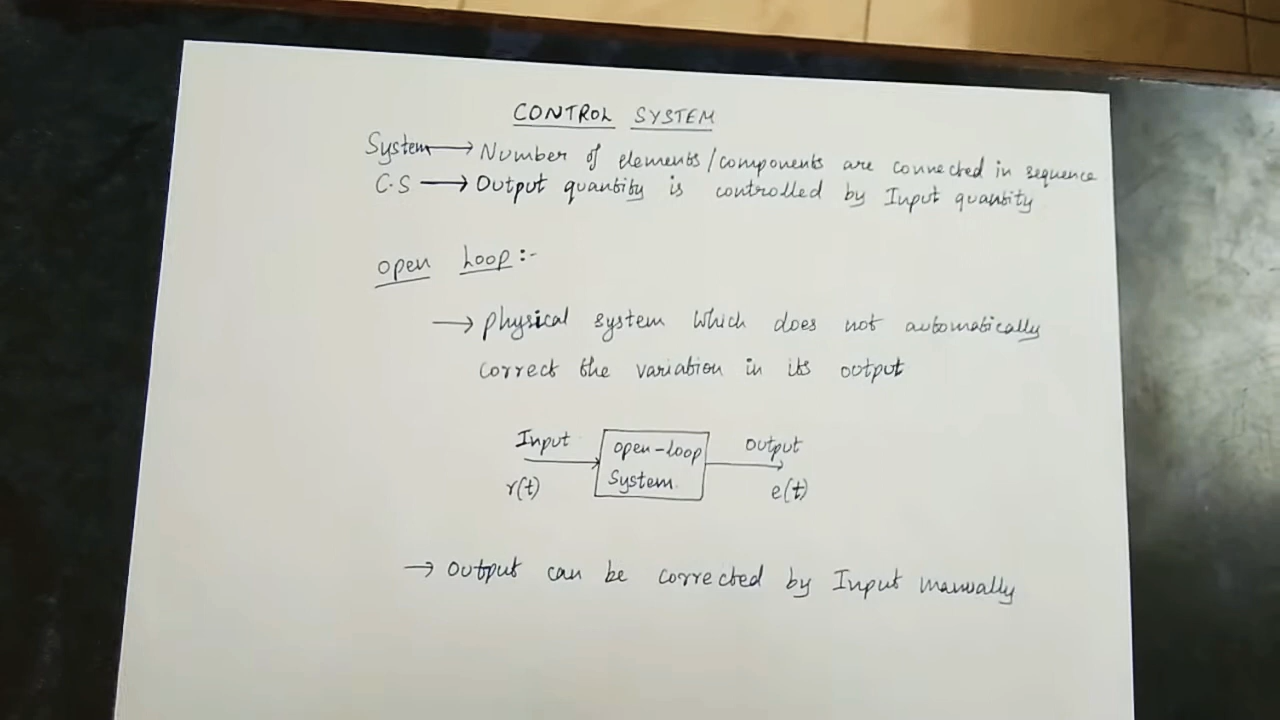 CONTROL SYSTEM
System → Number of elements/components are connected in sequence
C.S → Output quantity is controlled by Input quantity
Open Loop:-
→ Physical system which does not automatically
correct the variation in its output
Input
r(t)
Open-loop
System
Output
e(t)
→ Output can be corrected by Input manually